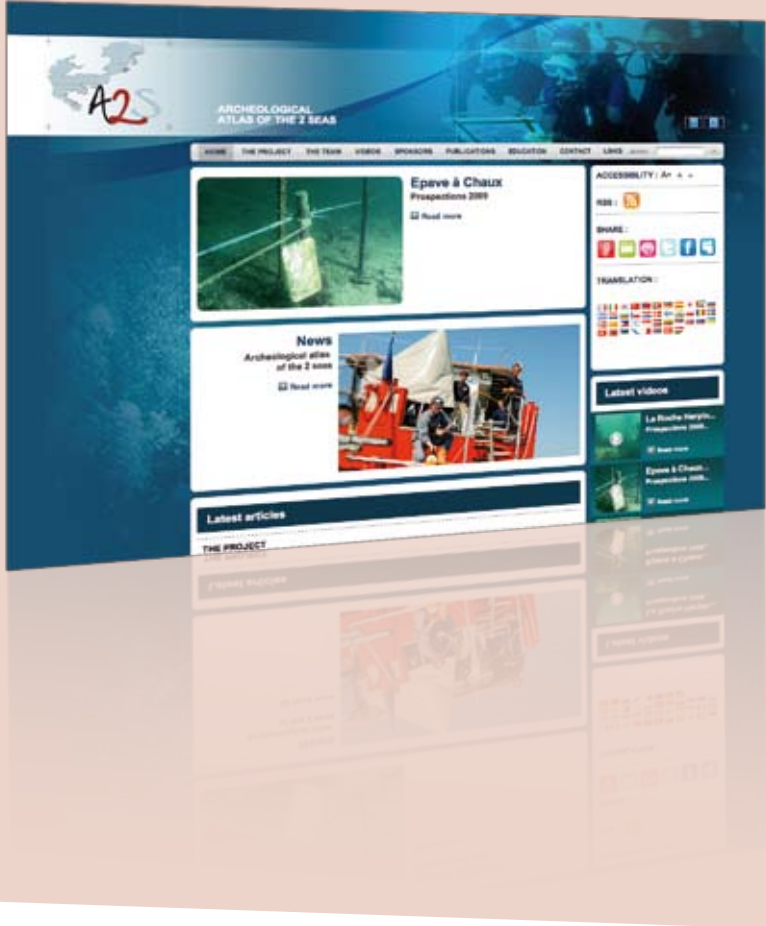 A2S
ARCHEOLOGICAL
ATLAS OF THE 2 SEAS
HOME THE PROJECT THE TEAM VIDEOS SPONSORS PUBLICATIONS EDUCATION CONTACT LINKS
Epave à Chaux
Prospections 2009
Read more
ACCESSIBILITY : A+ A
RSS :
SHARE :
TRANSLATION :
News
Archeological atlas
of the 2 seas
Read more
Latest videos
La Roche
Prospections 2009...
Read more
Epave à Chaux...
Prospections 2009...
Read more
Latest articles
THE PROJECT